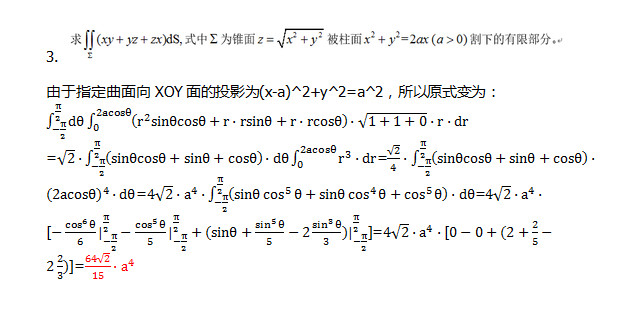 3. 求∬_Σ(xy + yz + zx)dS, 式中 Σ 为锥面 z = √(x² + y²) 被柱面 x² + y²=2ax (a > 0) 割下的有限部分。
由于指定曲面向 XOY 面的投影为(x-a)^2+y^2=a^2，所以原式变为：
∫_{-π/2}^{π/2}dθ ∫_0^{2acosθ}(r²sinθcosθ + r · rsinθ + r · rcosθ) · √(1 + 1 + 0) · r · dr
=√2 · ∫_{-π/2}^{π/2}(sinθcosθ + sinθ + cosθ) · dθ ∫_0^{2acosθ} r³ · dr=√2/4 · ∫_{-π/2}^{π/2}(sinθcosθ + sinθ + cosθ) ·
(2acosθ)⁴ · dθ=4√2 · a⁴ · ∫_{-π/2}^{π/2}(sinθ cos⁵ θ + sinθ cos⁴ θ + cos⁵ θ) · dθ=4√2 · a⁴ ·
[− cos⁶ θ/6 |_{-π/2}^{π/2} − cos⁵ θ/5 |_{-π/2}^{π/2} + (sinθ + sin⁵ θ/5 − 2 sin³ θ/3)|_{-π/2}^{π/2}]=4√2 · a⁴ · [0 − 0 + (2 + 2/5 −
2 2/3)]=64√2/15 · a⁴